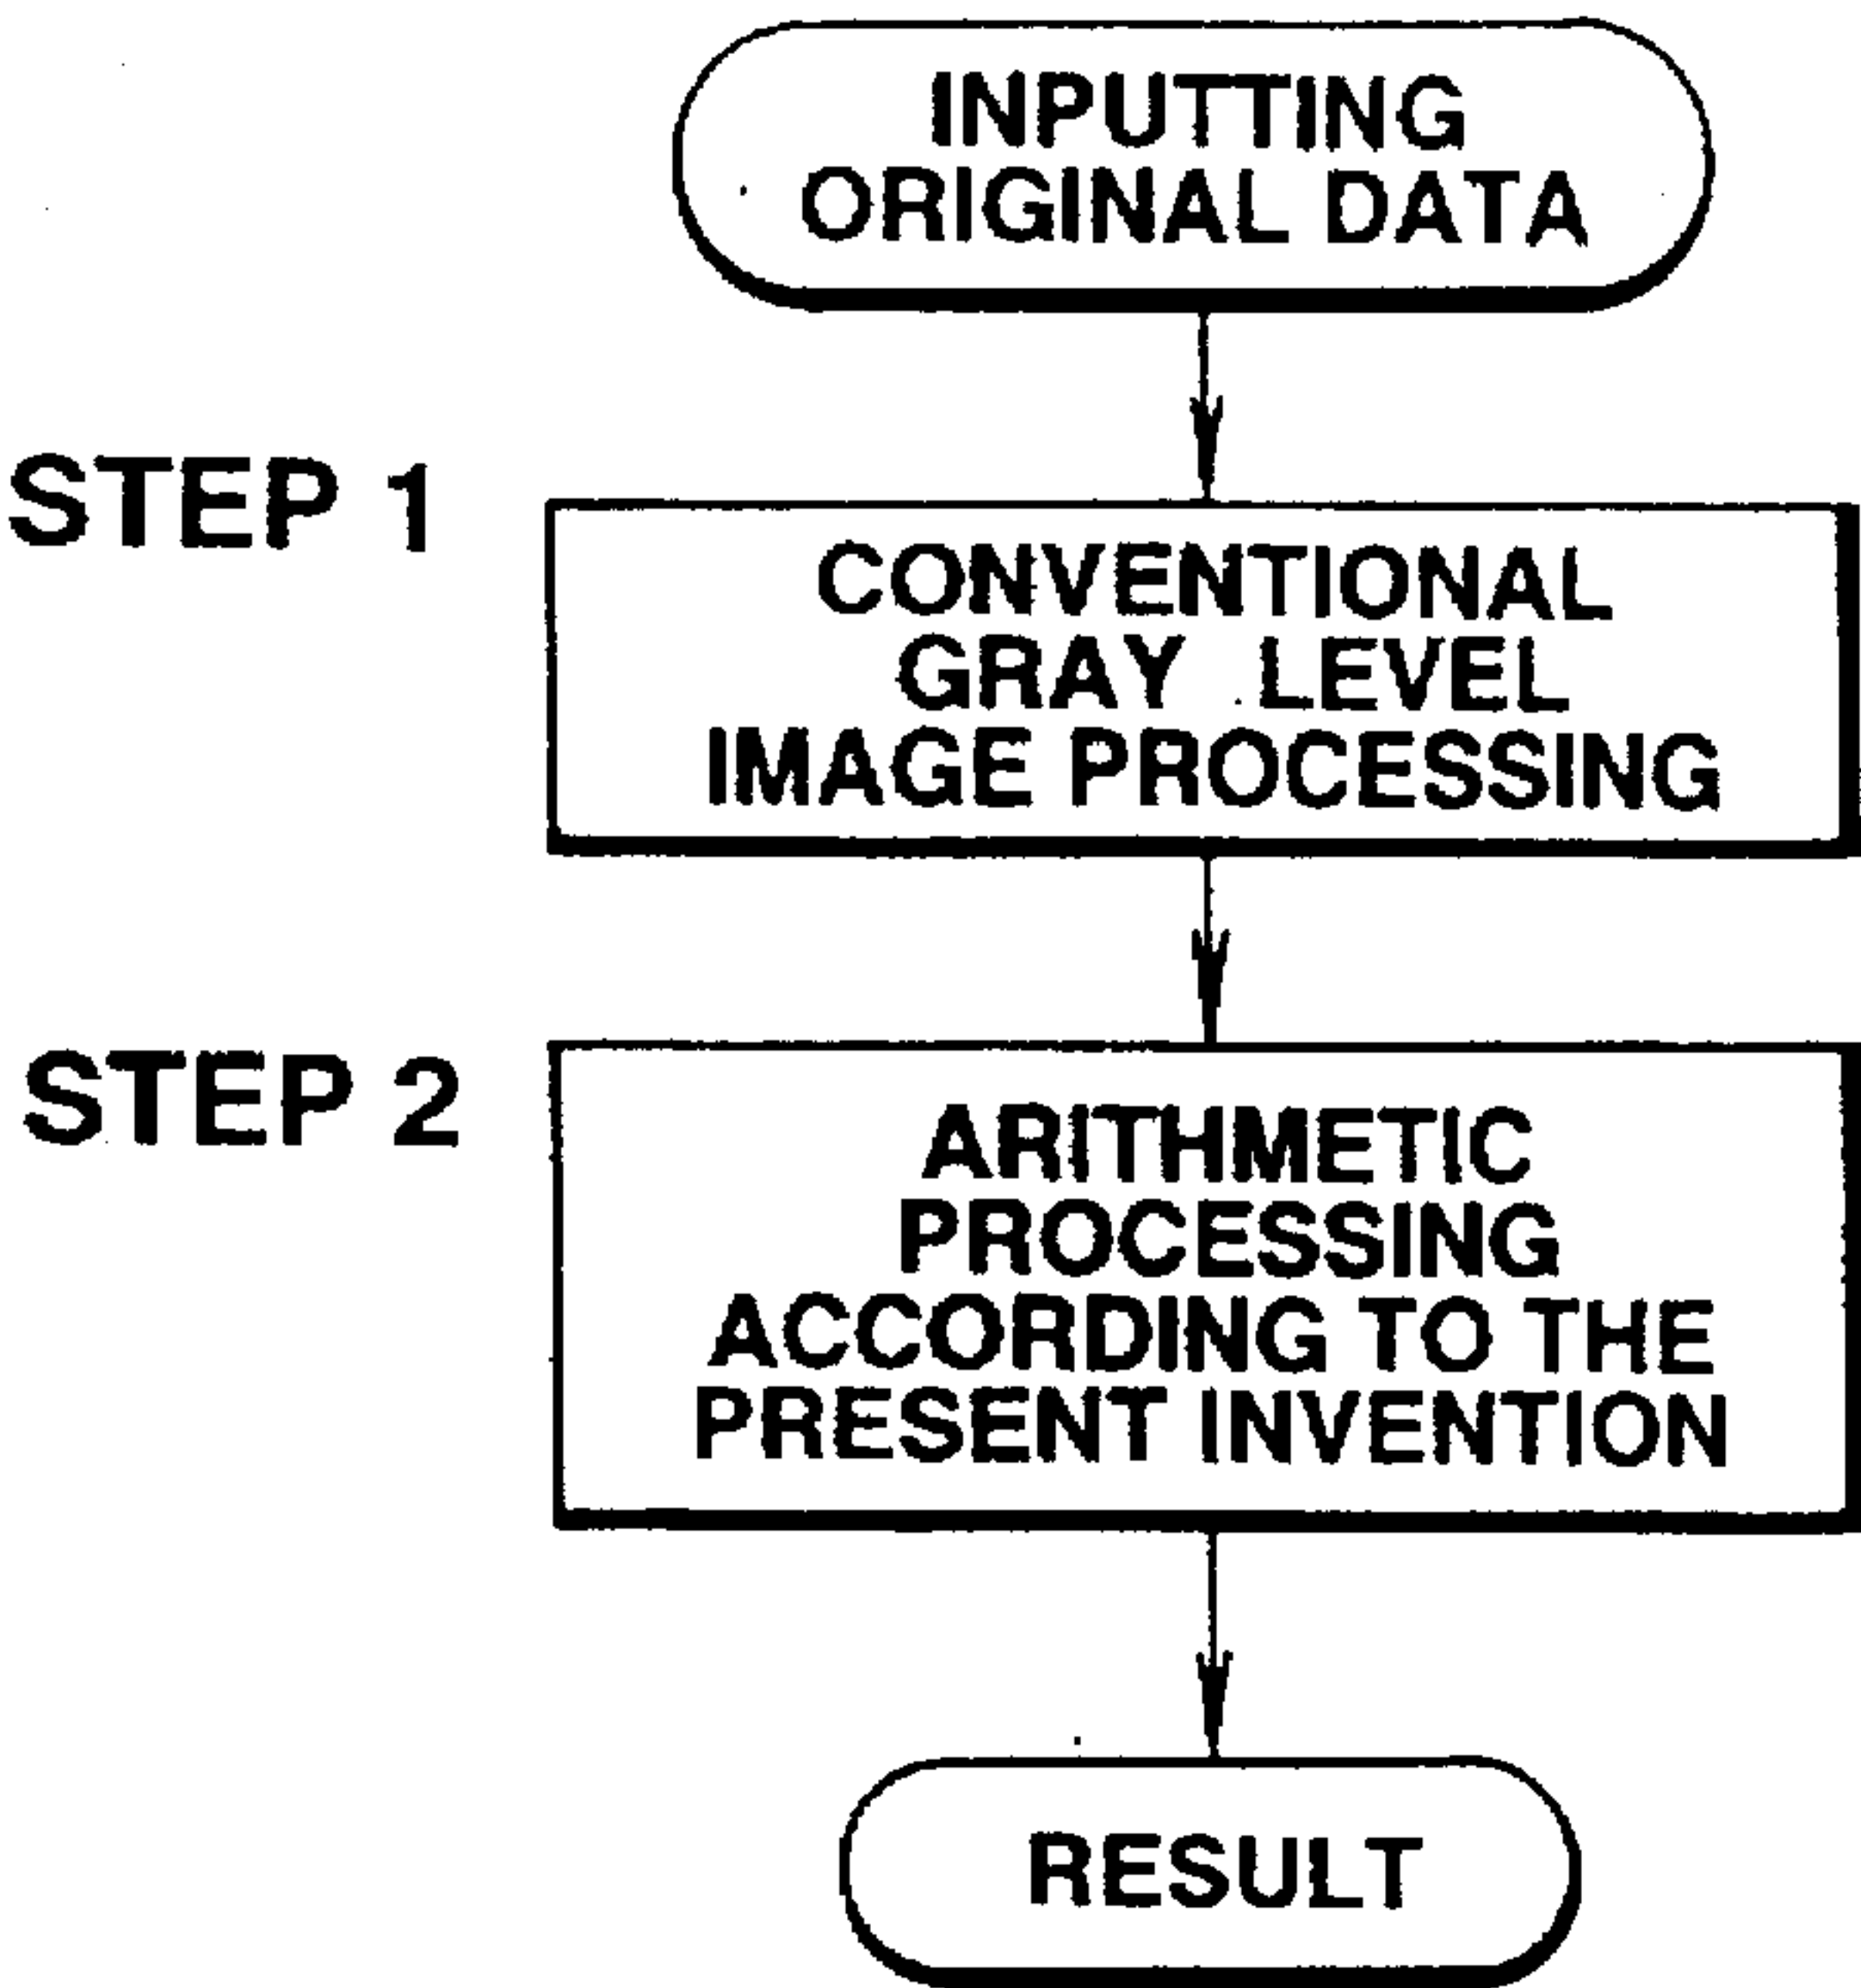 INPUTTING
ORIGINAL DATA
STEP 1
CONVENTIONAL
GRAY LEVEL
IMAGE PROCESSING
STEP 2
ARITHMETIC
PROCESSING
ACCORDING TO THE
PRESENT INVENTION
RESULT